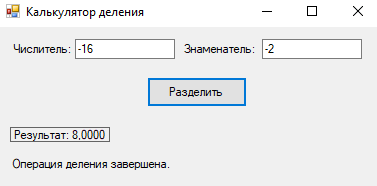 Калькулятор деления
Числитель: -16 Знаменатель: -2
Разделить
Результат: 8,0000
Операция деления завершена.